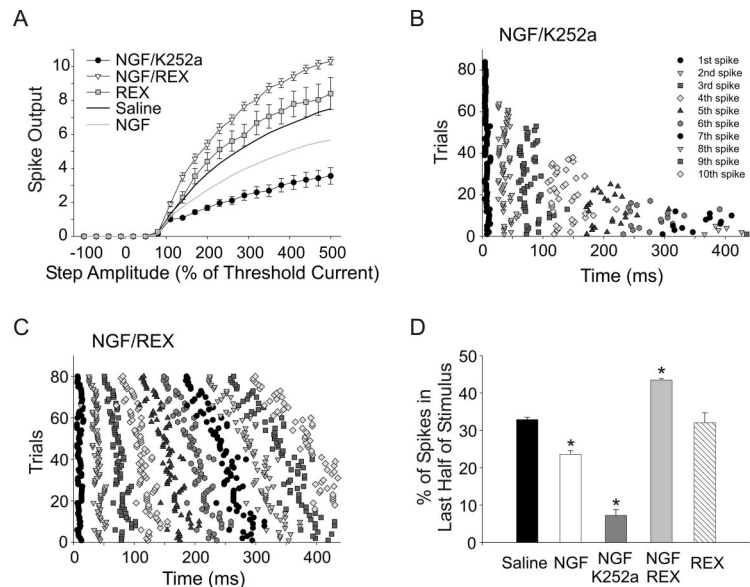 A
NGF/K252a
NGF/REX
REX
Saline
NGF
Spike Output
10
8
6
4
2
0
-100 0 100 200 300 400 500
Step Amplitude (% of Threshold Current)
B
NGF/K252a
1st spike
2nd spike
3rd spike
4th spike
5th spike
6th spike
7th spike
8th spike
9th spike
10th spike
Trials
80
60
40
20
0
0 100 200 300 400
Time (ms)
C
NGF/REX
Trials
80
60
40
20
0
0 100 200 300 400
Time (ms)
D
% of Spikes in
Last Half of Stimulus
50
40
30
20
10
0
* * * 
Saline NGF NGF K252a NGF REX REX